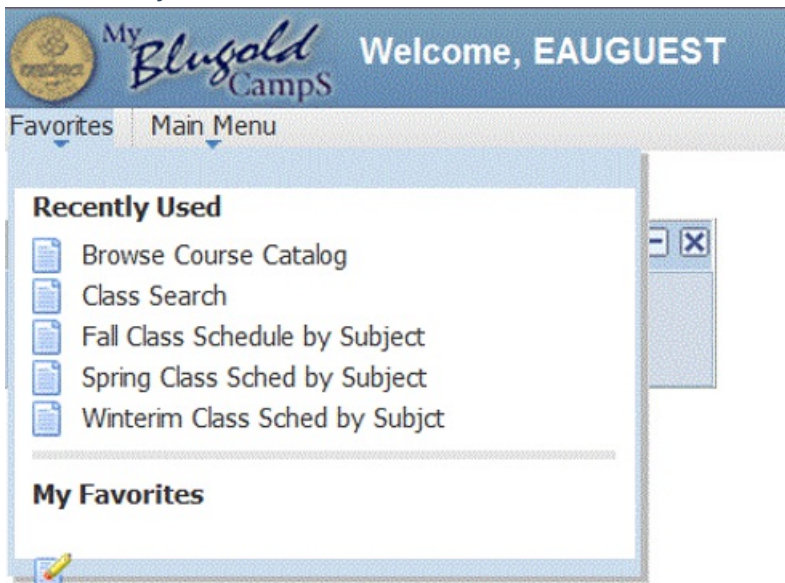 My
Blugold
CampS
Welcome, EAUGUEST
Favorites Main Menu
Recently Used
Browse Course Catalog
Class Search
Fall Class Schedule by Subject
Spring Class Sched by Subject
Winterim Class Sched by Subjct
My Favorites